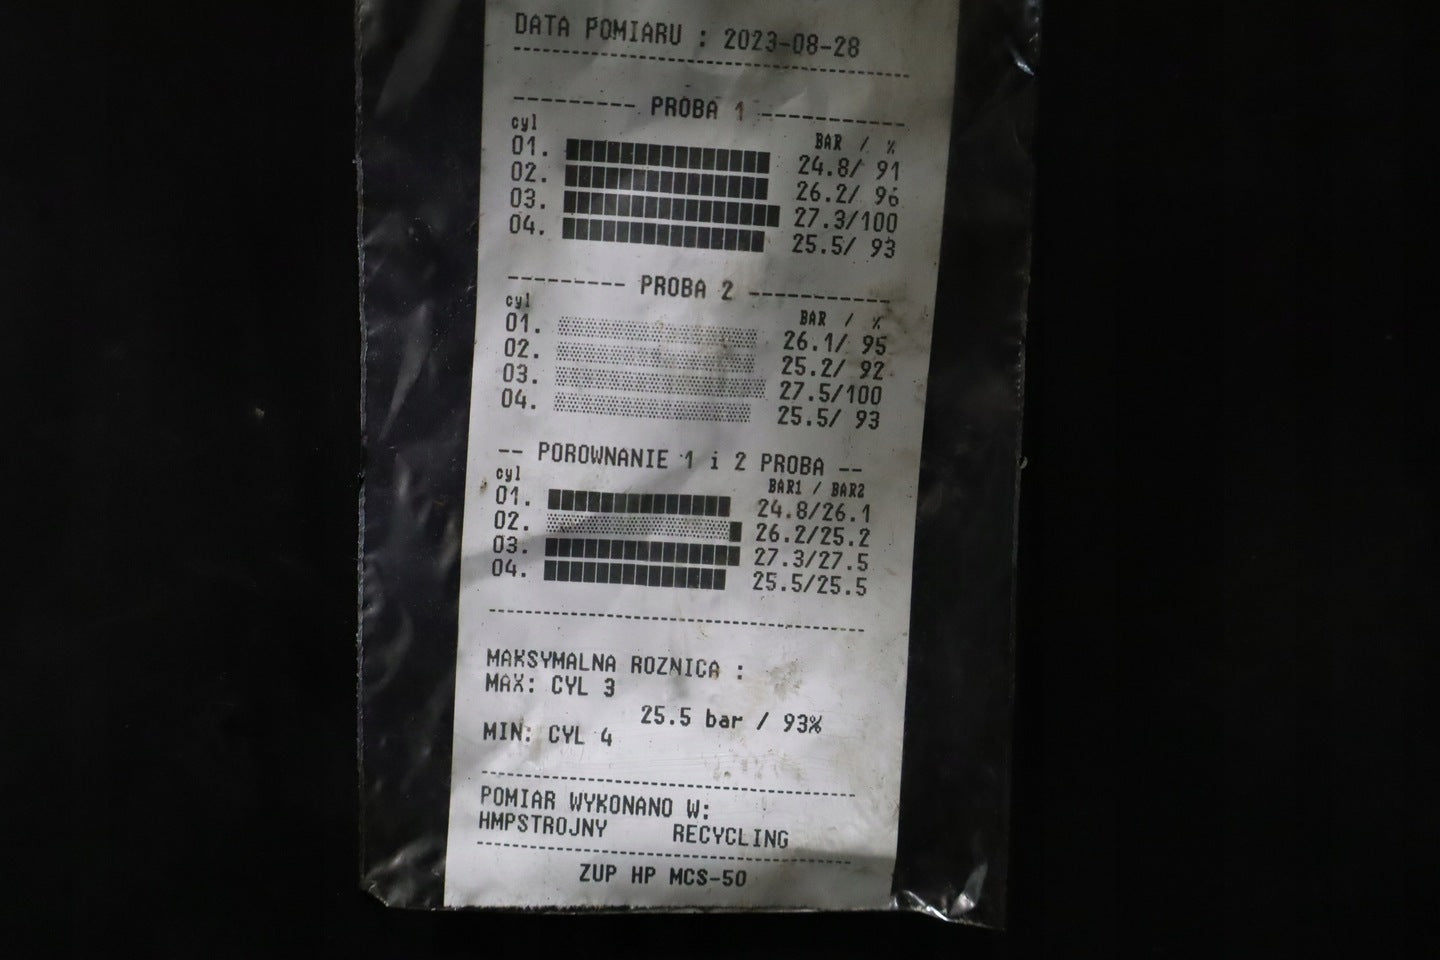 DATA POMIARU : 2023-08-28
--------- PROBA 1 -----------
cyl BAR / %
01. 24.8/ 91
02. 26.2/ 96
03. 27.3/100
04. 25.5/ 93
--------- PROBA 2 -----------
cyl BAR / %
01. 26.1/ 95
02. 25.2/ 92
03. 27.5/100
04. 25.5/ 93
-- POROWNANIE 1 i 2 PROBA --
cyl BAR1 / BAR2
01. 24.8/26.1
02. 26.2/25.2
03. 27.3/27.5
04. 25.5/25.5
MAKSYMALNA ROZNICA :
MAX: CYL 3
25.5 bar / 93%
MIN: CYL 4
POMIAR WYKONANO W:
HMPSTROJNY RECYCLING
ZUP HP MCS-50